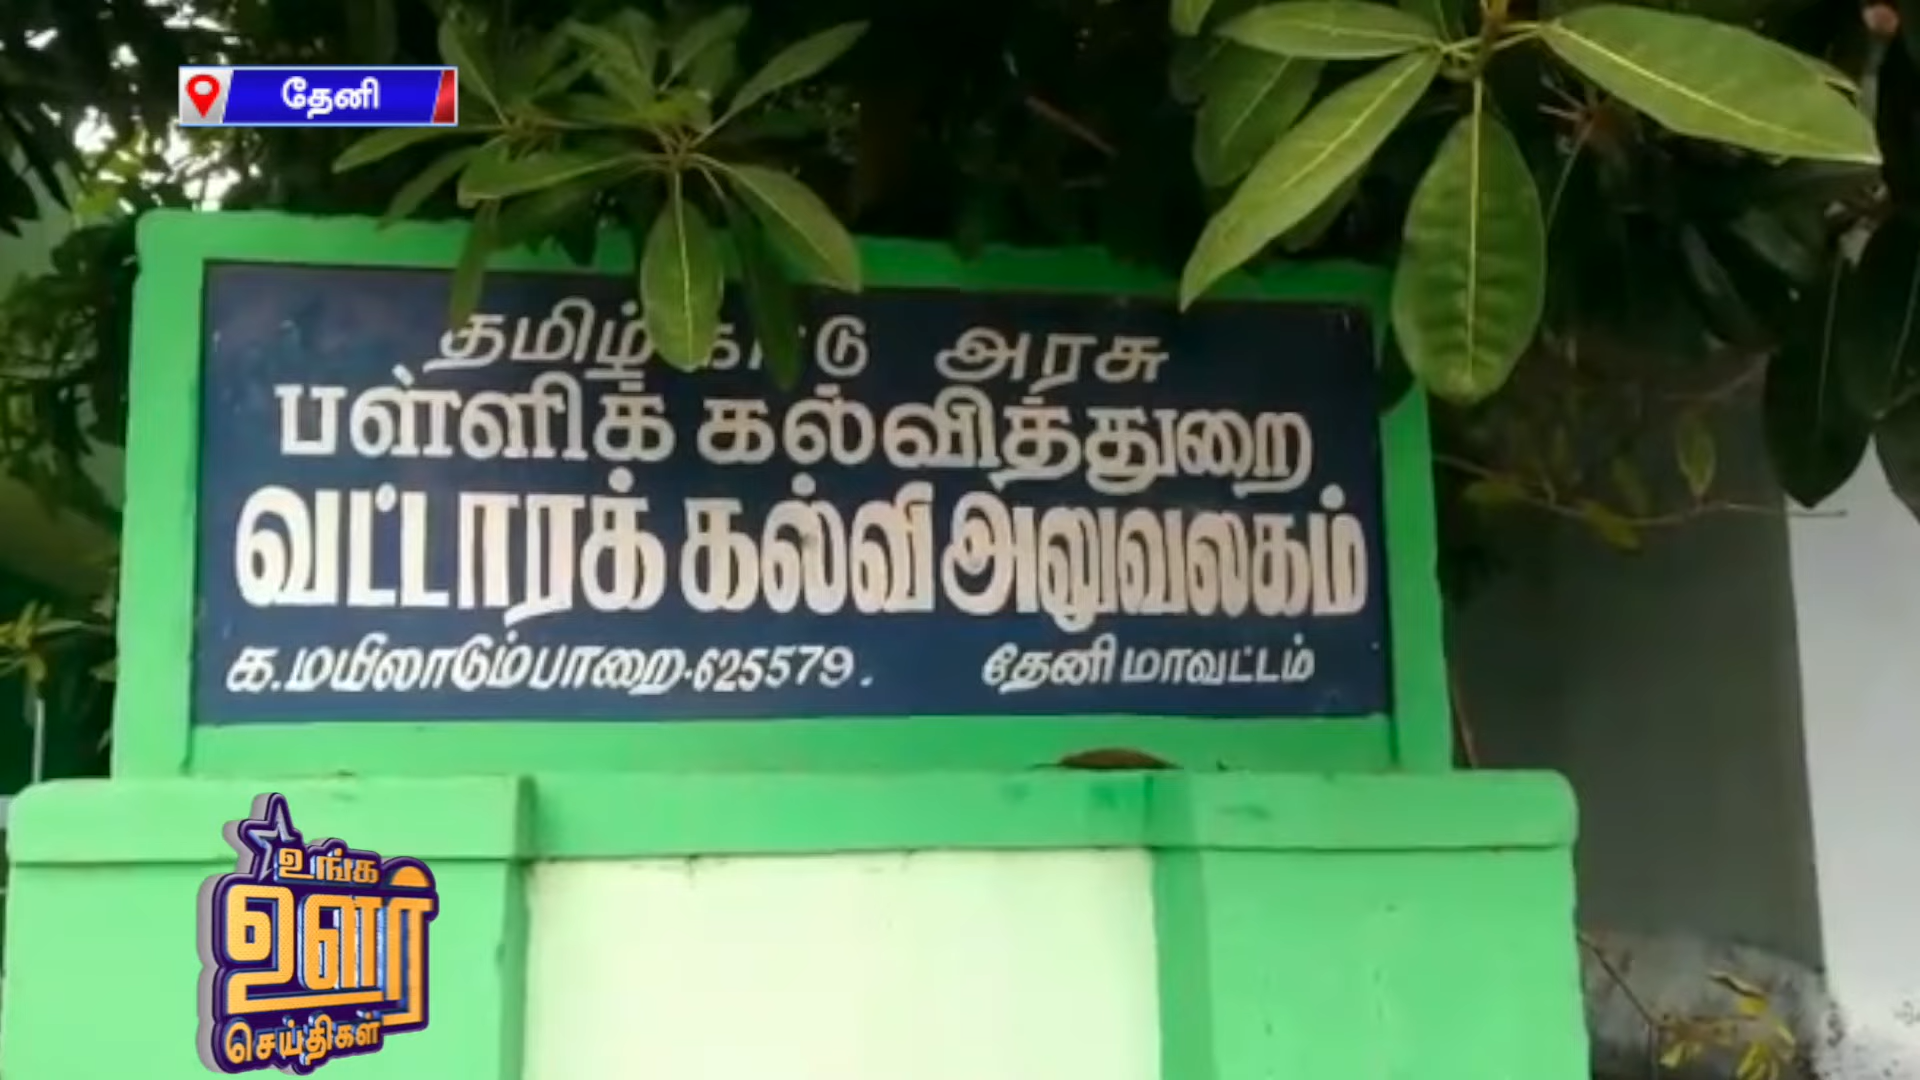 தேனி
தமிழ்நாடு அரசு
பள்ளிக் கல்வித்துறை
வட்டாரக் கல்வி அலுவலகம்
க.மயிலாடும்பாறை-625579. தேனி மாவட்டம்
உங்க
ஊர்
செய்திகள்